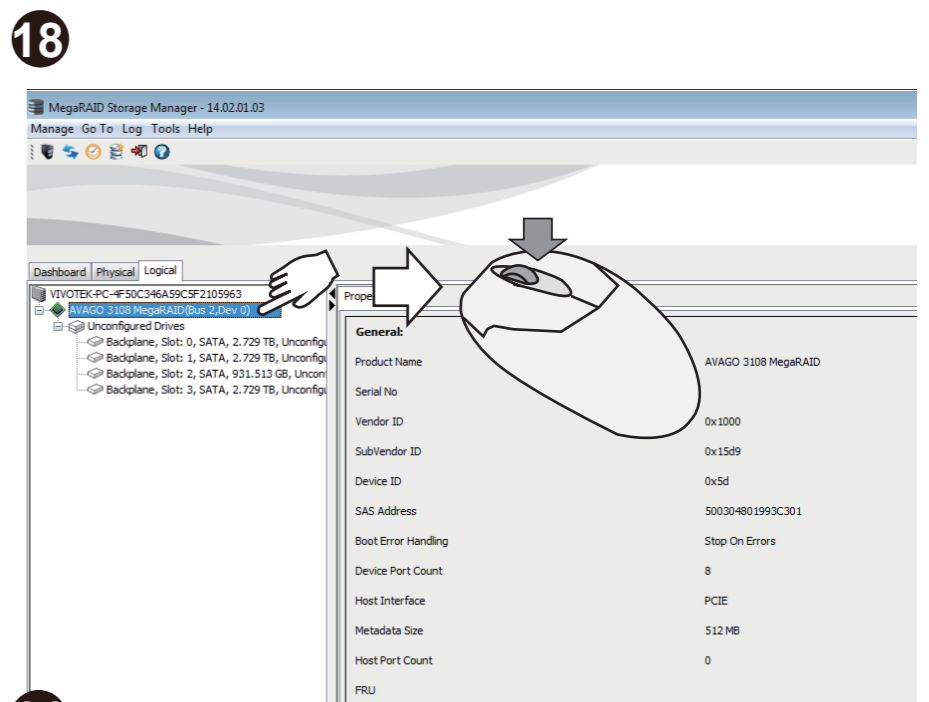 18
MegaRAID Storage Manager - 14.02.01.03
Manage Go To Log Tools Help
Dashboard Physical Logical
VIVOTEK-PC-4F50C346A59C5F2105963
AVAGO 3108 MegaRAID(Bus 2,Dev 0)
Unconfigured Drives
Backplane, Slot: 0, SATA, 2.729 TB, Unconfigu
Backplane, Slot: 1, SATA, 2.729 TB, Unconfigu
Backplane, Slot: 2, SATA, 931.513 GB, Uncon
Backplane, Slot: 3, SATA, 2.729 TB, Unconfigu
Prope
General:
Product Name AVAGO 3108 MegaRAID
Serial No
Vendor ID 0x1000
SubVendor ID 0x15d9
Device ID 0x5d
SAS Address 500304801993C301
Boot Error Handling Stop On Errors
Device Port Count 8
Host Interface PCIE
Metadata Size 512 MB
Host Port Count 0
FRU